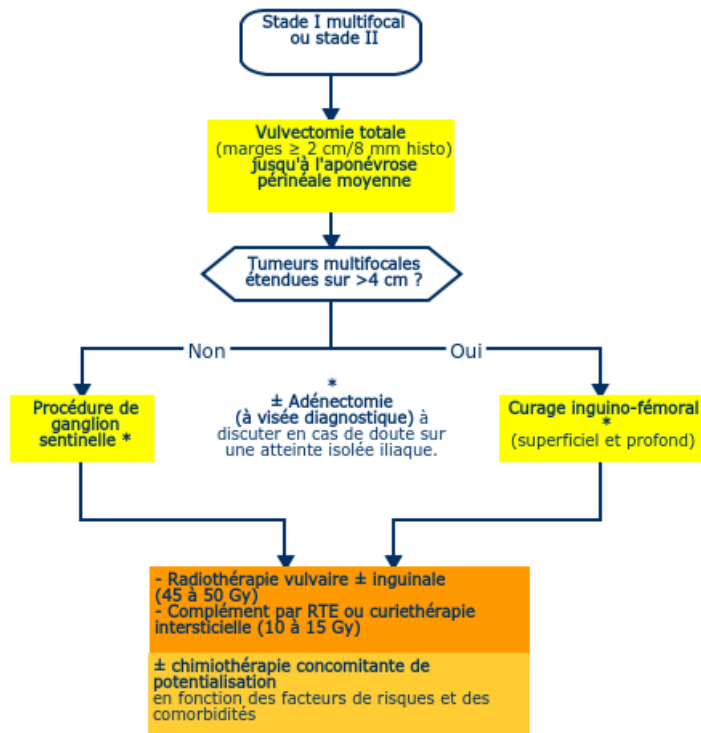 Stade I multifocal
ou stade II
Vulvectomie totale
(marges ≥ 2 cm/8 mm histo)
jusqu'à l'aponévrose
périnéale moyenne
Tumeurs multifocales
étendues sur >4 cm ?
Non
Oui
Procédure de
ganglion
sentinelle *
*
± Adénectomie
(à visée diagnostique) à
discuter en cas de doute sur
une atteinte isolée iliaque.
Curage inguino-fémoral
*
(superficiel et profond)
- Radiothérapie vulvaire ± inguinale
(45 à 50 Gy)
- Complément par RTE ou curiethérapie
intersticielle (10 à 15 Gy)
± chimiothérapie concomitante de
potentialisation
en fonction des facteurs de risques et des
comorbidités